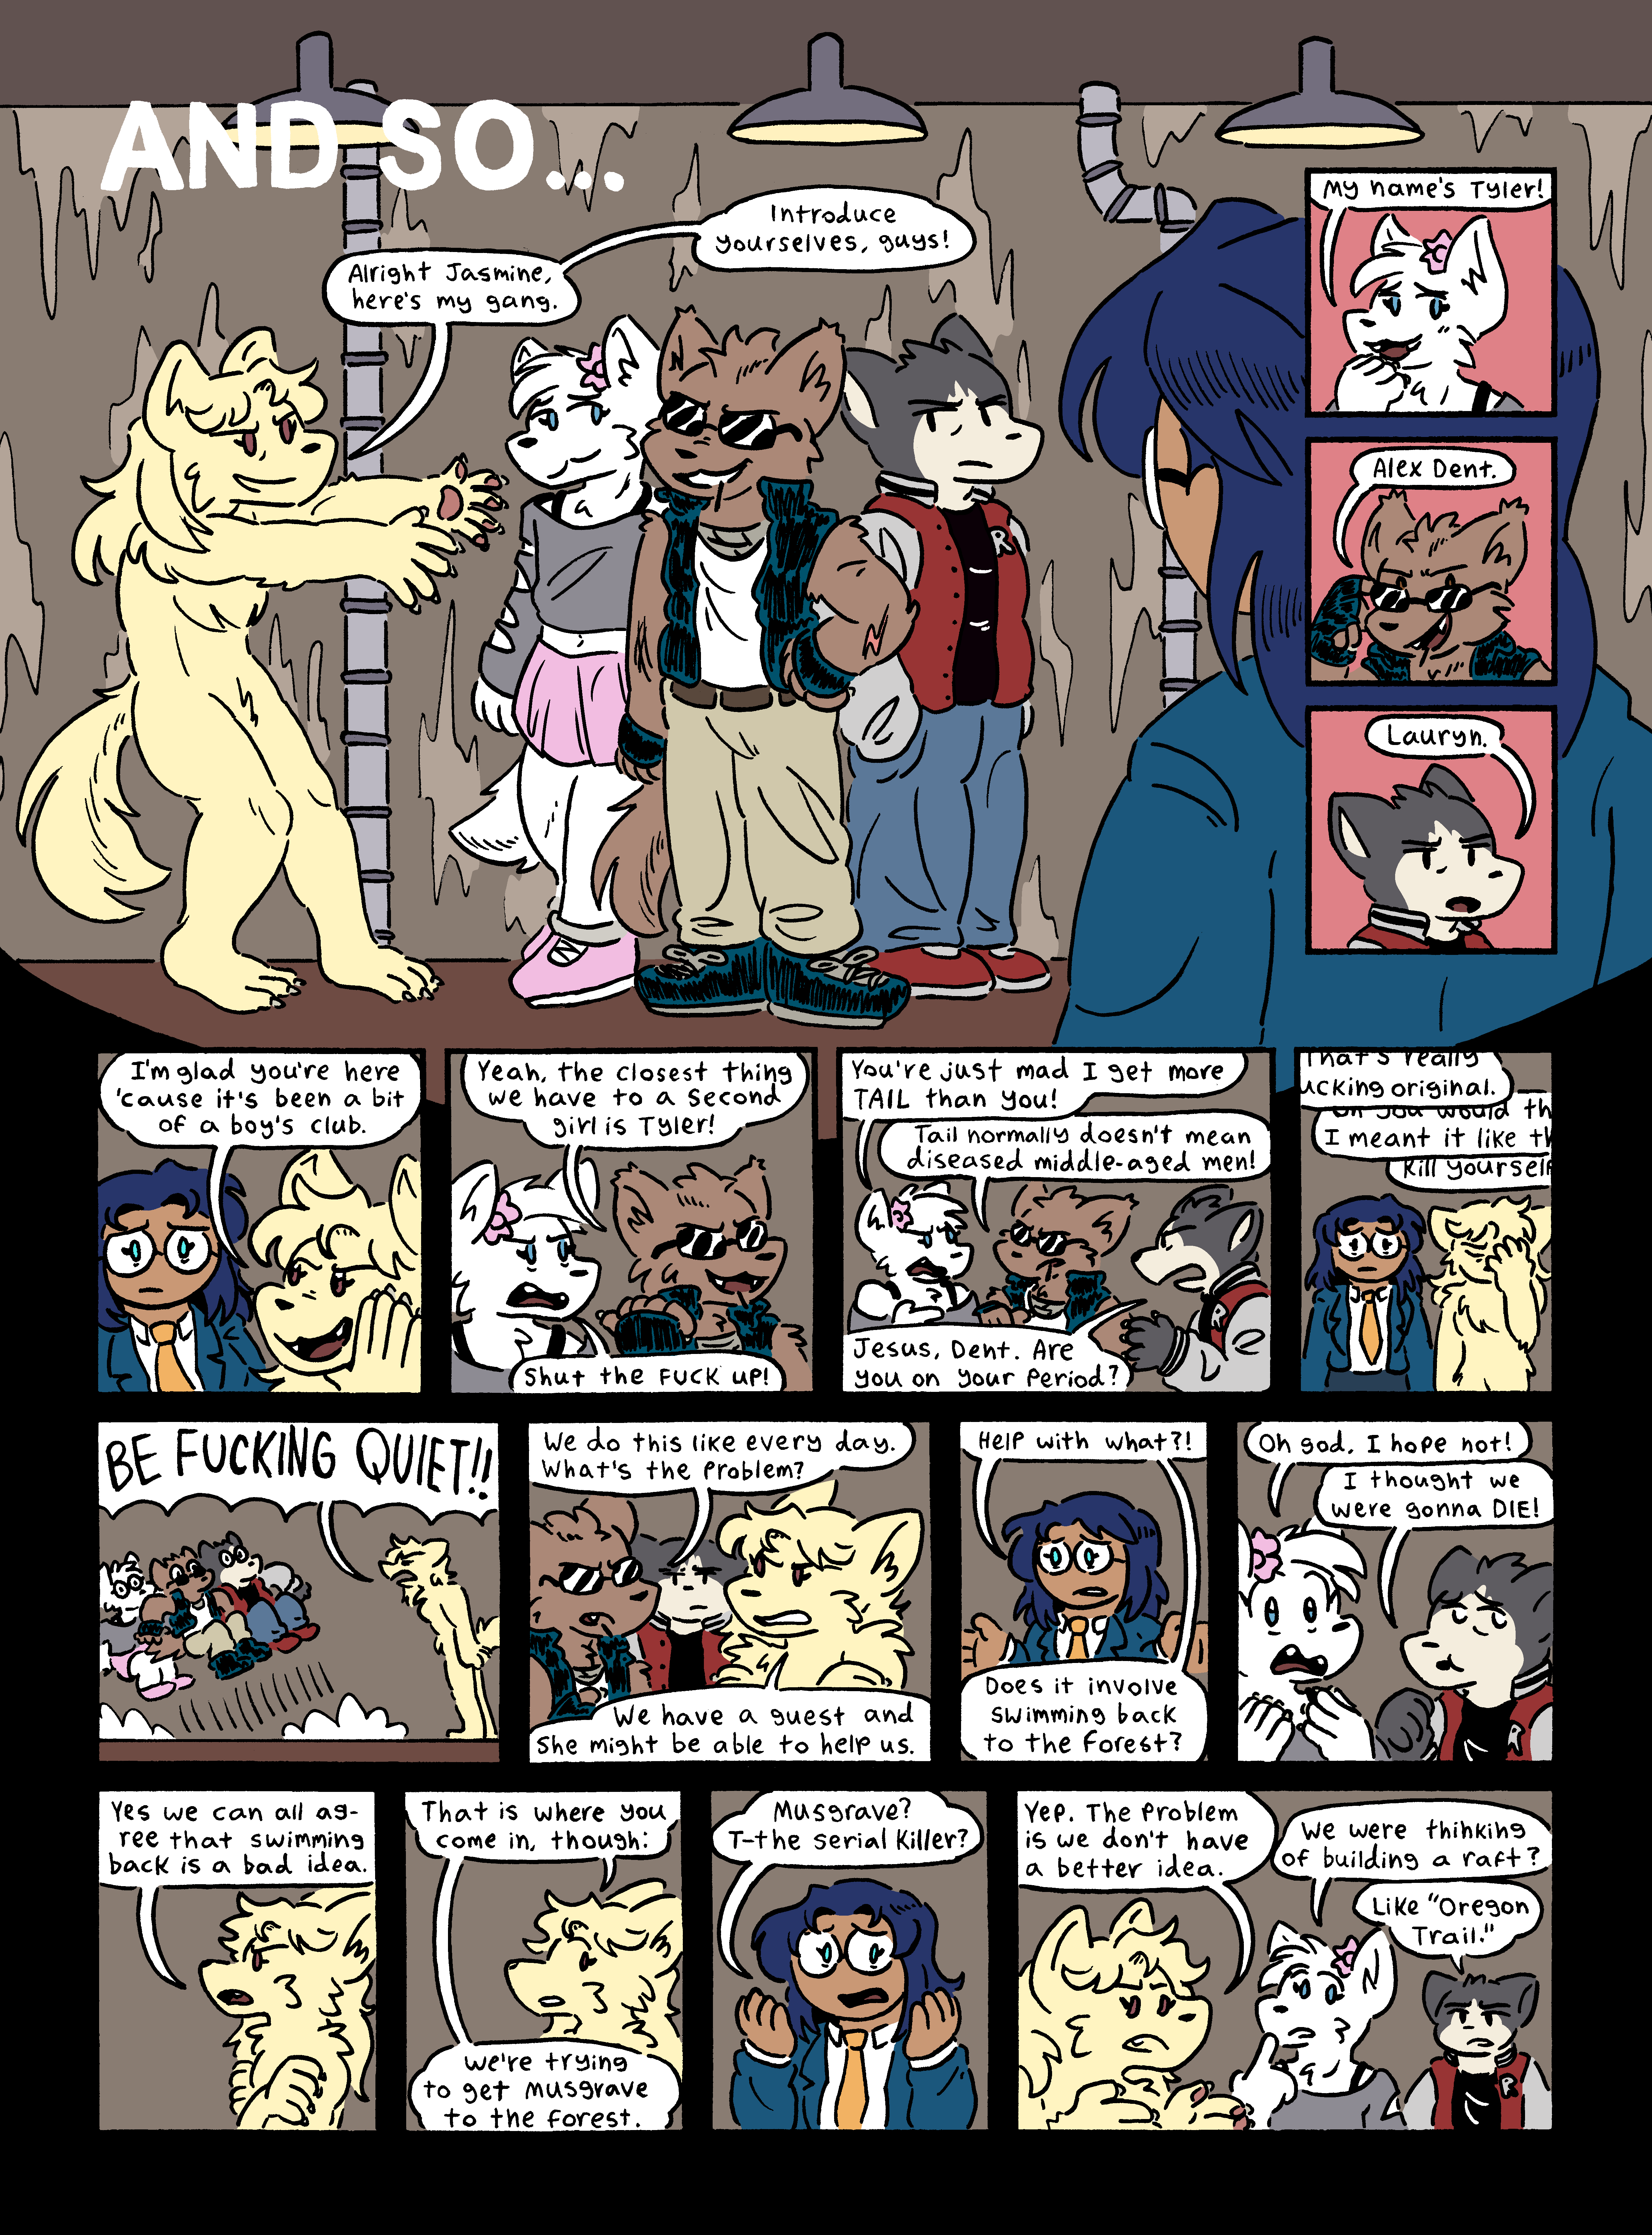 AND SO...
Introduce
yourselves, guys!
Alright Jasmine,
here's my gang.
My name's Tyler!
Alex Dent.
Lauryn.
R
I'm glad you're here
'cause it's been a bit
of a boy's club.
Yeah, the closest thing
we have to a second
girl is Tyler!
Shut the FUCK UP!
You're just mad I get more
TAIL than you!
Tail normally doesn't mean
diseased middle-aged men!
Jesus, Dent. Are
you on your period?
That's really
ucking original.
Oh you would th
I meant it like th
Kill yourself
BE FUCKING QUIET!!
We do this like every day.
What's the problem?
We have a guest and
she might be able to help us.
Help with what?!
Does it involve
swimming back
to the forest?
Oh god, I hope not!
I thought we
were gonna DIE!
R
Yes we can all ag-
ree that swimming
back is a bad idea.
That is where you
come in, though:
we're trying
to get Musgrave
to the forest.
Musgrave?
T-the serial killer?
Yep. The problem
is we don't have
a better idea.
We were thinking
of building a raft?
Like "Oregon
Trail."
R